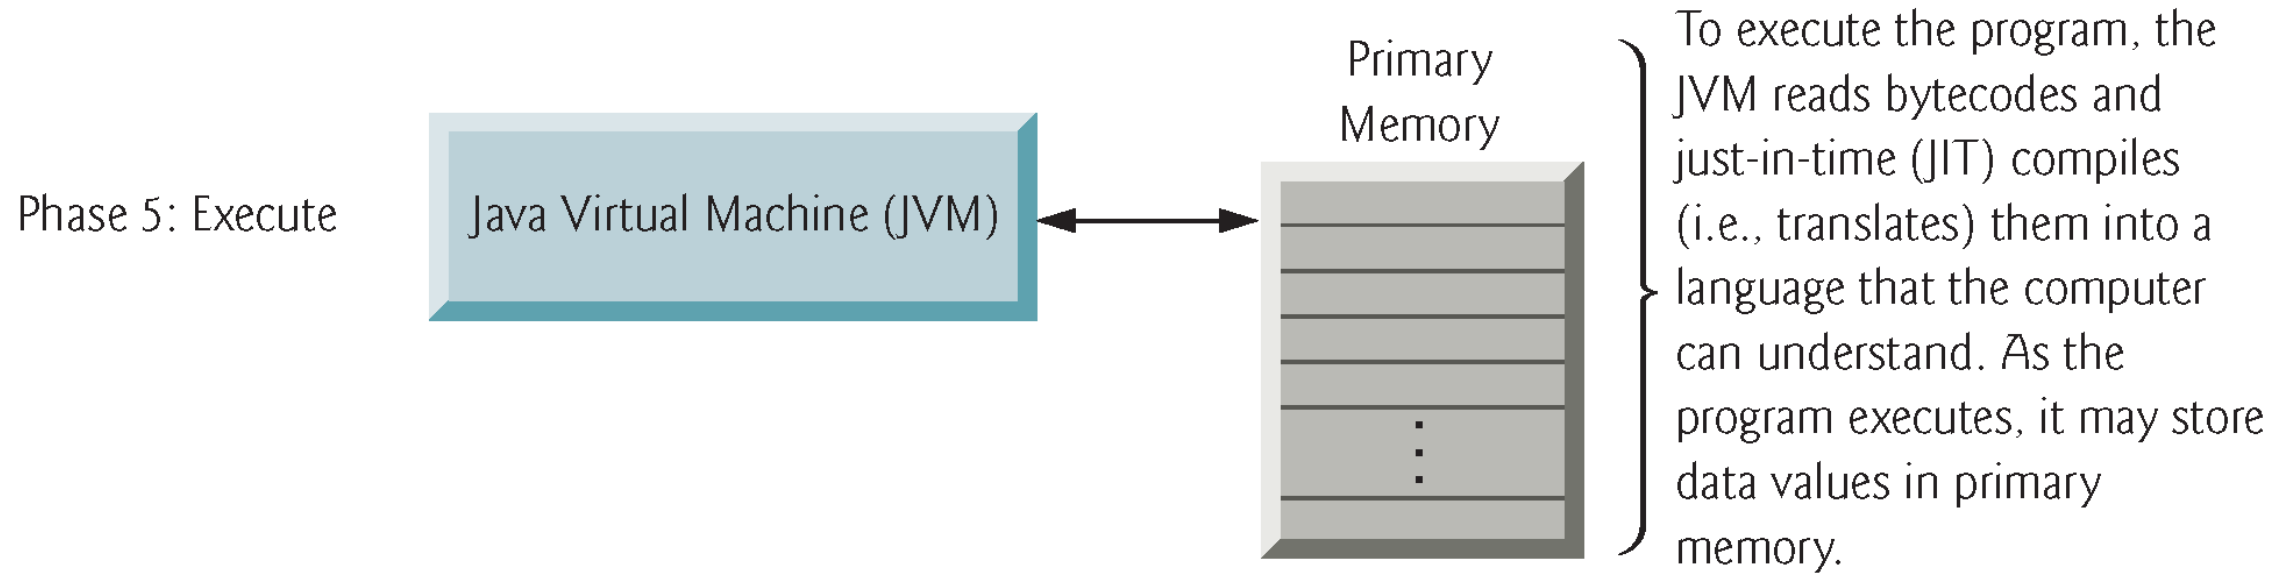 Phase 5: Execute
Java Virtual Machine (JVM)
Primary
Memory
To execute the program, the
JVM reads bytecodes and
just-in-time (JIT) compiles
(i.e., translates) them into a
language that the computer
can understand. As the
program executes, it may store
data values in primary
memory.